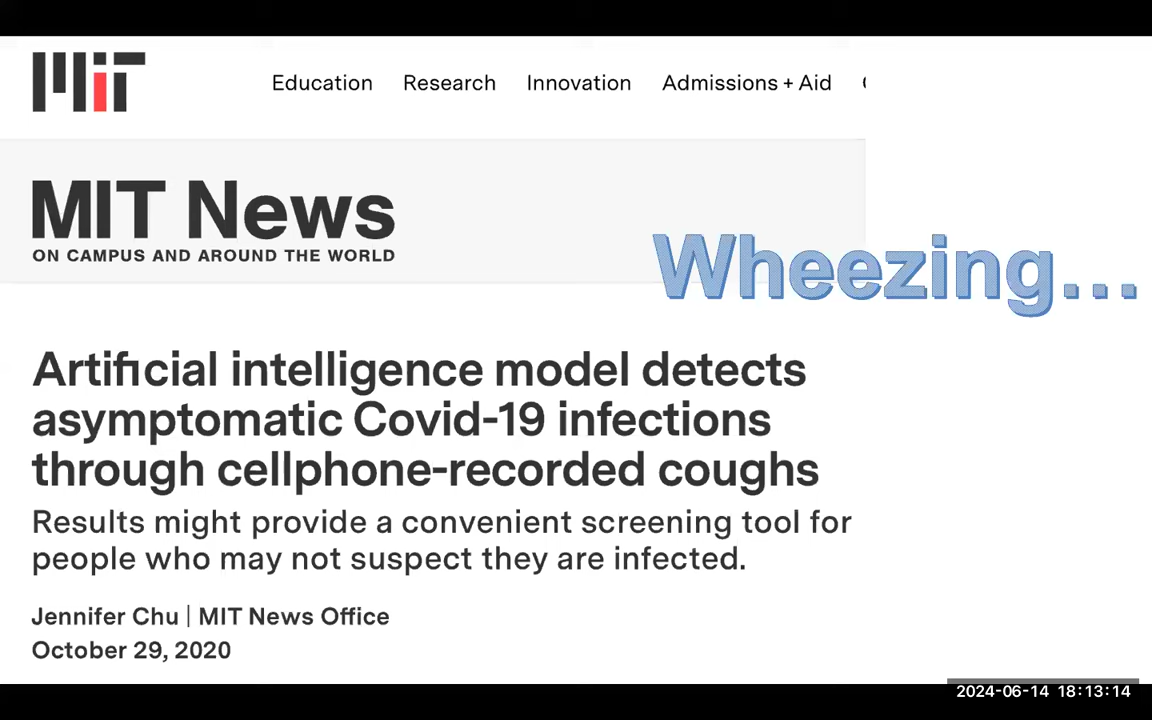 MiT
Education Research Innovation Admissions + Aid
MIT News
ON CAMPUS AND AROUND THE WORLD
Wheezing...
Artificial intelligence model detects
asymptomatic Covid-19 infections
through cellphone-recorded coughs
Results might provide a convenient screening tool for
people who may not suspect they are infected.
Jennifer Chu | MIT News Office
October 29, 2020
2024-06-14 18:13:14